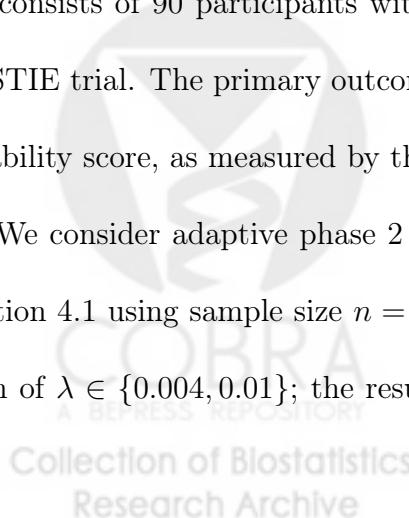 consists of 90 participants wit
STIE trial. The primary outcor
ability score, as measured by th
We consider adaptive phase 2
tion 4.1 using sample size n =
n of λ ∈ {0.004, 0.01}; the resu
COBRA
A BEPRESS REPOSITORY
Collection of Biostatistics
Research Archive